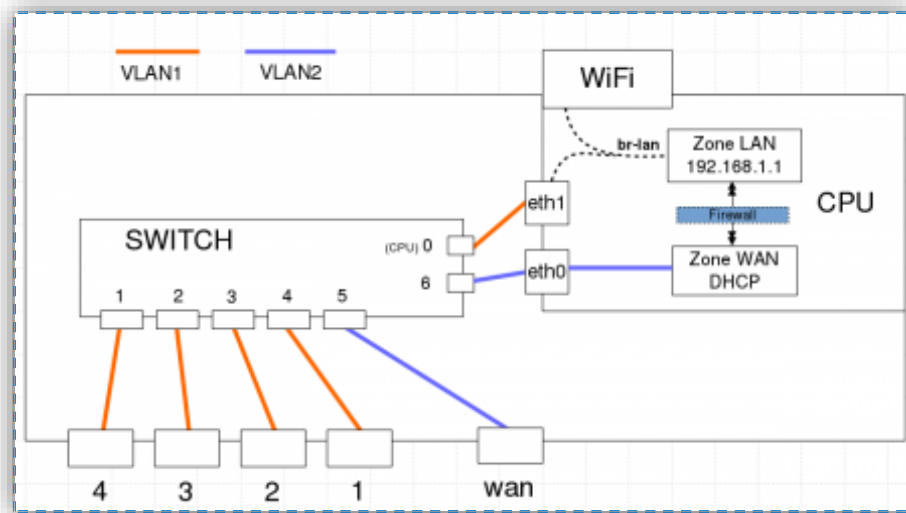 VLAN1
VLAN2
WiFi
br-lan
Zone LAN
192.168.1.1
eth1
CPU
Firewall
SWITCH
(CPU) 0
eth0
Zone WAN
DHCP
6
1
2
3
4
5
4
3
2
1
wan